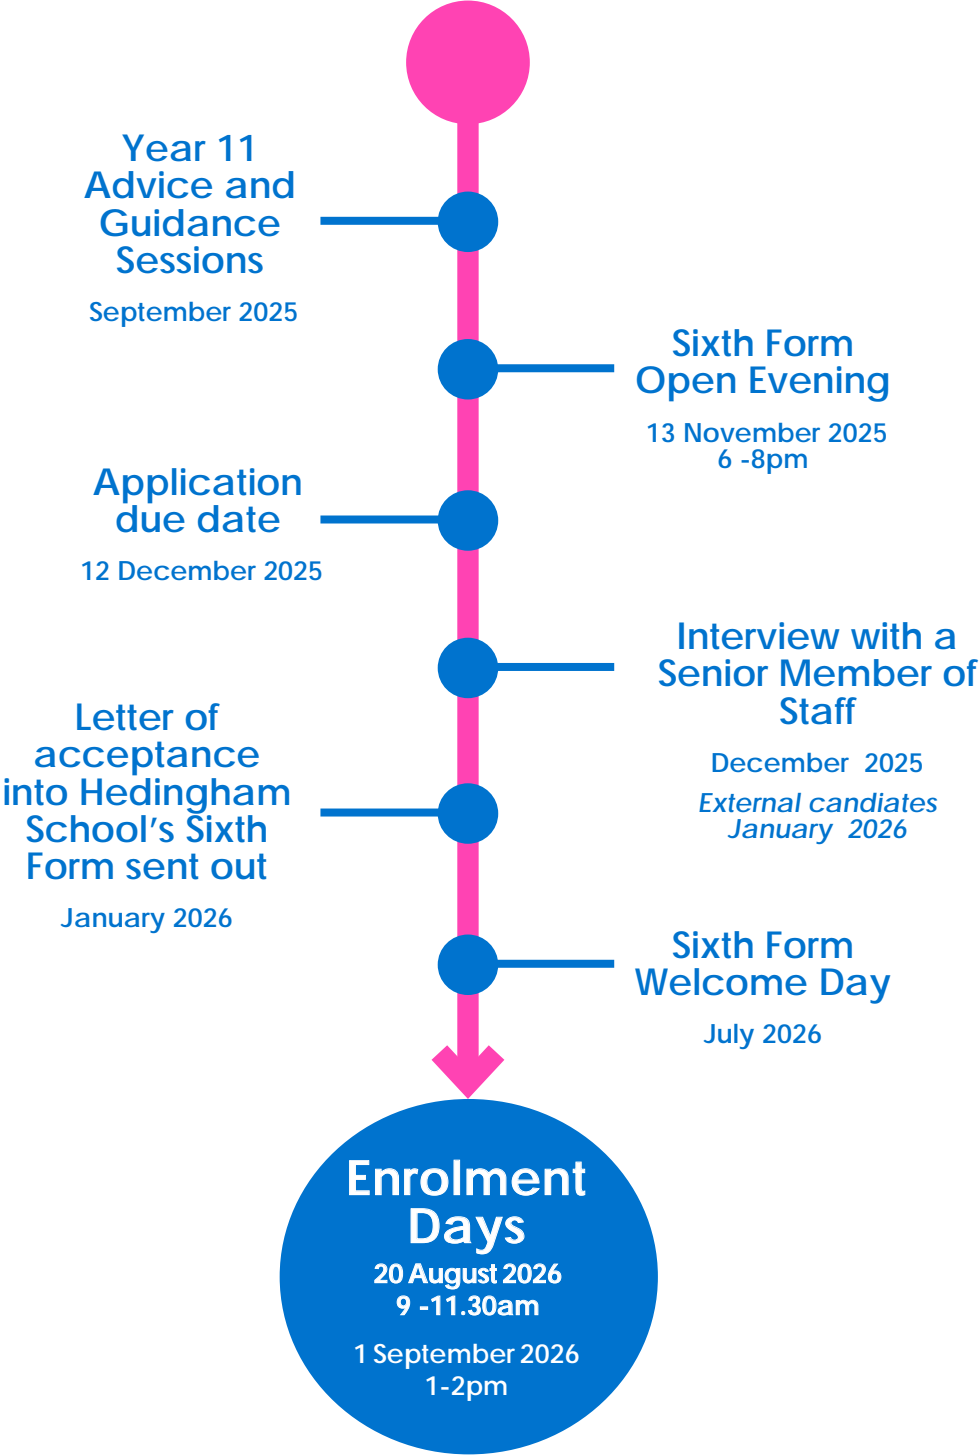 Year 11
Advice and
Guidance
Sessions
September 2025
Sixth Form
Open Evening
13 November 2025
6 -8pm
Application
due date
12 December 2025
Interview with a
Senior Member of
Staff
December 2025
External candiates
January 2026
Letter of
acceptance
into Hedingham
School’s Sixth
Form sent out
January 2026
Sixth Form
Welcome Day
July 2026
Enrolment
Days
20 August 2026
9 -11.30am
1 September 2026
1-2pm